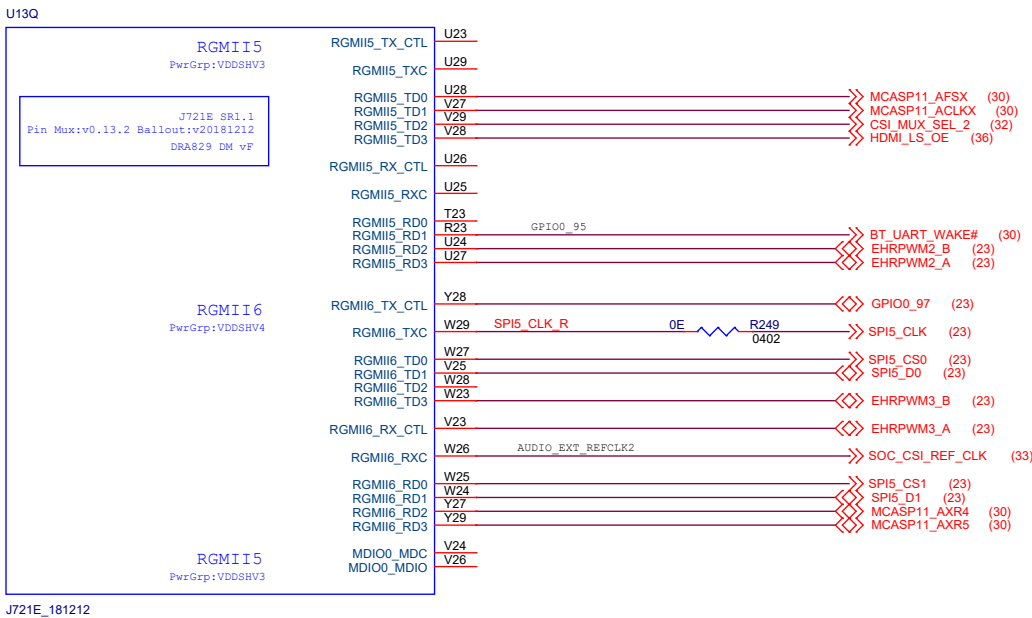 U13Q
RGMII5
PwrGrp:VDDSHV3
J721E SR1.1
Pin Mux:v0.13.2 Ballout:v20181212
DRA829 DM vF
RGMII5_TX_CTL U23
RGMII5_TXC U29
RGMII5_TD0 U28 MCASP11_AFSX (30)
RGMII5_TD1 V27 MCASP11_ACLKX (30)
RGMII5_TD2 V29 CSI_MUX_SEL_2 (32)
RGMII5_TD3 V28 HDMI_LS_OE (36)
RGMII5_RX_CTL U26
RGMII5_RXC U25
RGMII5_RD0 T23
RGMII5_RD1 R23 GPIO0_95 BT_UART_WAKE# (30)
RGMII5_RD2 U24 EHRPWM2_B (23)
RGMII5_RD3 U27 EHRPWM2_A (23)
RGMII6
PwrGrp:VDDSHV4
RGMII6_TX_CTL Y28 GPIO0_97 (23)
RGMII6_TXC W29 SPI5_CLK_R 0E R249 SPI5_CLK (23)
0402
RGMII6_TD0 W27 SPI5_CS0 (23)
RGMII6_TD1 V25 SPI5_D0 (23)
RGMII6_TD2 W28
RGMII6_TD3 W23 EHRPWM3_B (23)
RGMII6_RX_CTL V23 EHRPWM3_A (23)
RGMII6_RXC W26 AUDIO_EXT_REFCLK2 SOC_CSI_REF_CLK (33)
RGMII6_RD0 W25 SPI5_CS1 (23)
RGMII6_RD1 W24 SPI5_D1 (23)
RGMII6_RD2 Y27 MCASP11_AXR4 (30)
RGMII6_RD3 Y29 MCASP11_AXR5 (30)
RGMII5
PwrGrp:VDDSHV3
MDIO0_MDC V24
MDIO0_MDIO V26
J721E_181212